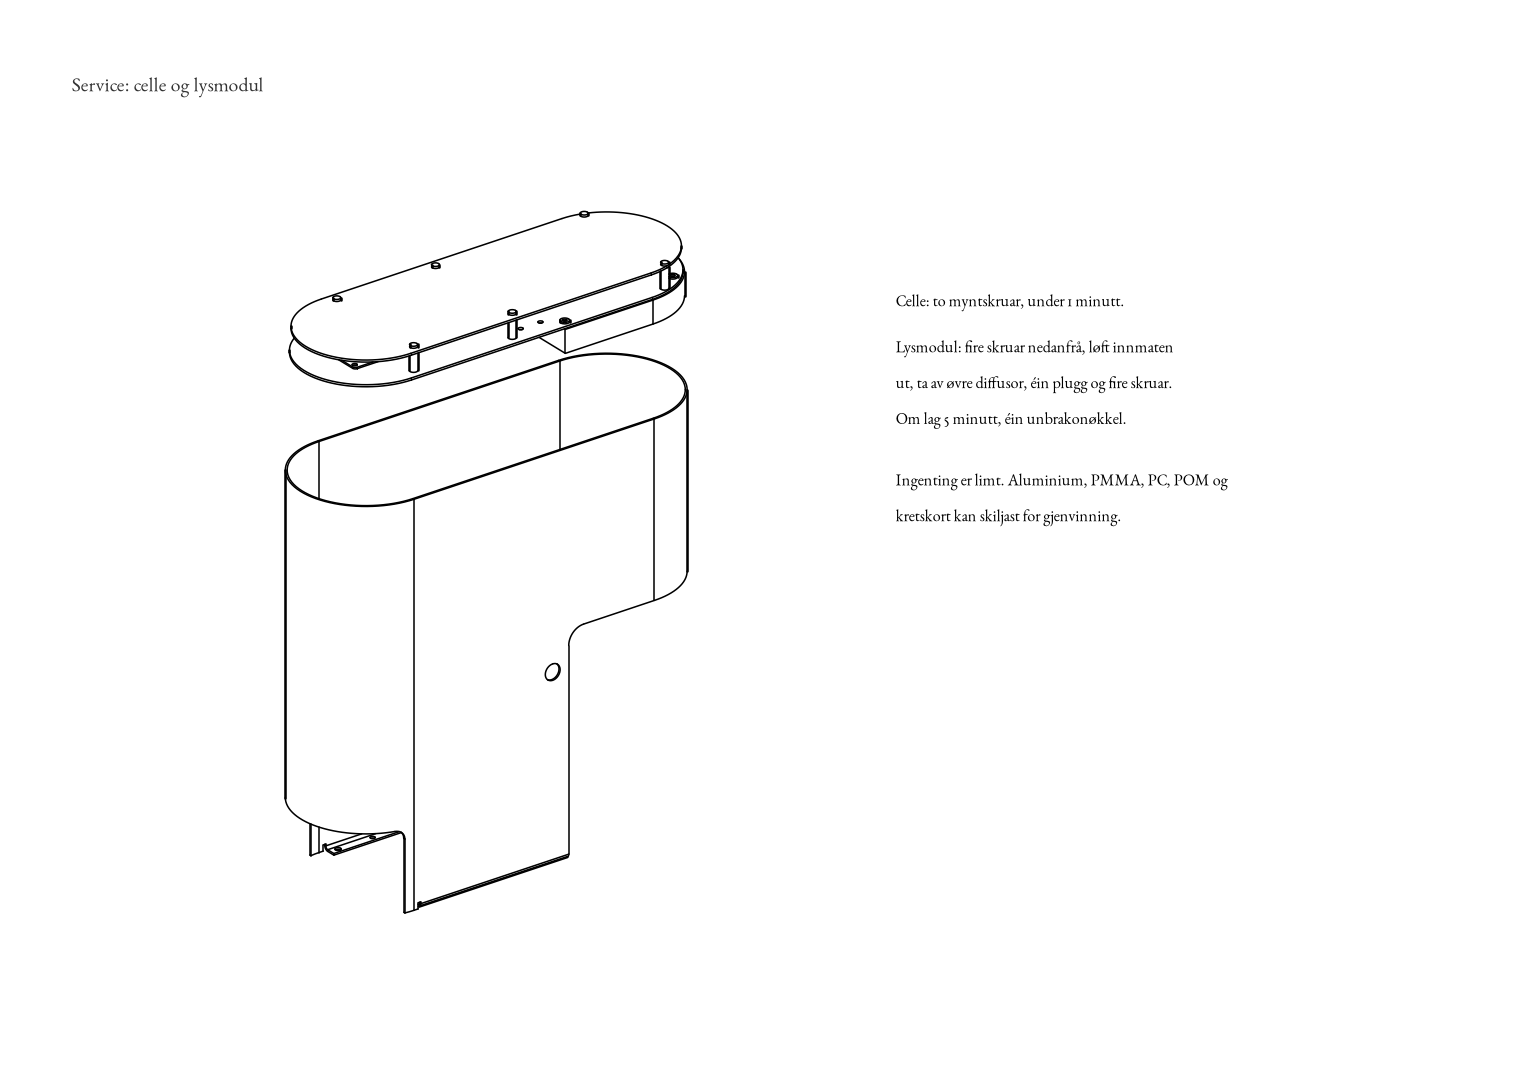 Service: celle og lysmodul
Celle: to myntskruar, under 1 minutt.
Lysmodul: fire skruar nedanfrå, løft innmaten
ut, ta av øvre diffusor, éin plugg og fire skruar.
Om lag 5 minutt, éin unbrakonøkkel.
Ingenting er limt. Aluminium, PMMA, PC, POM og
kretskort kan skiljast for gjenvinning.